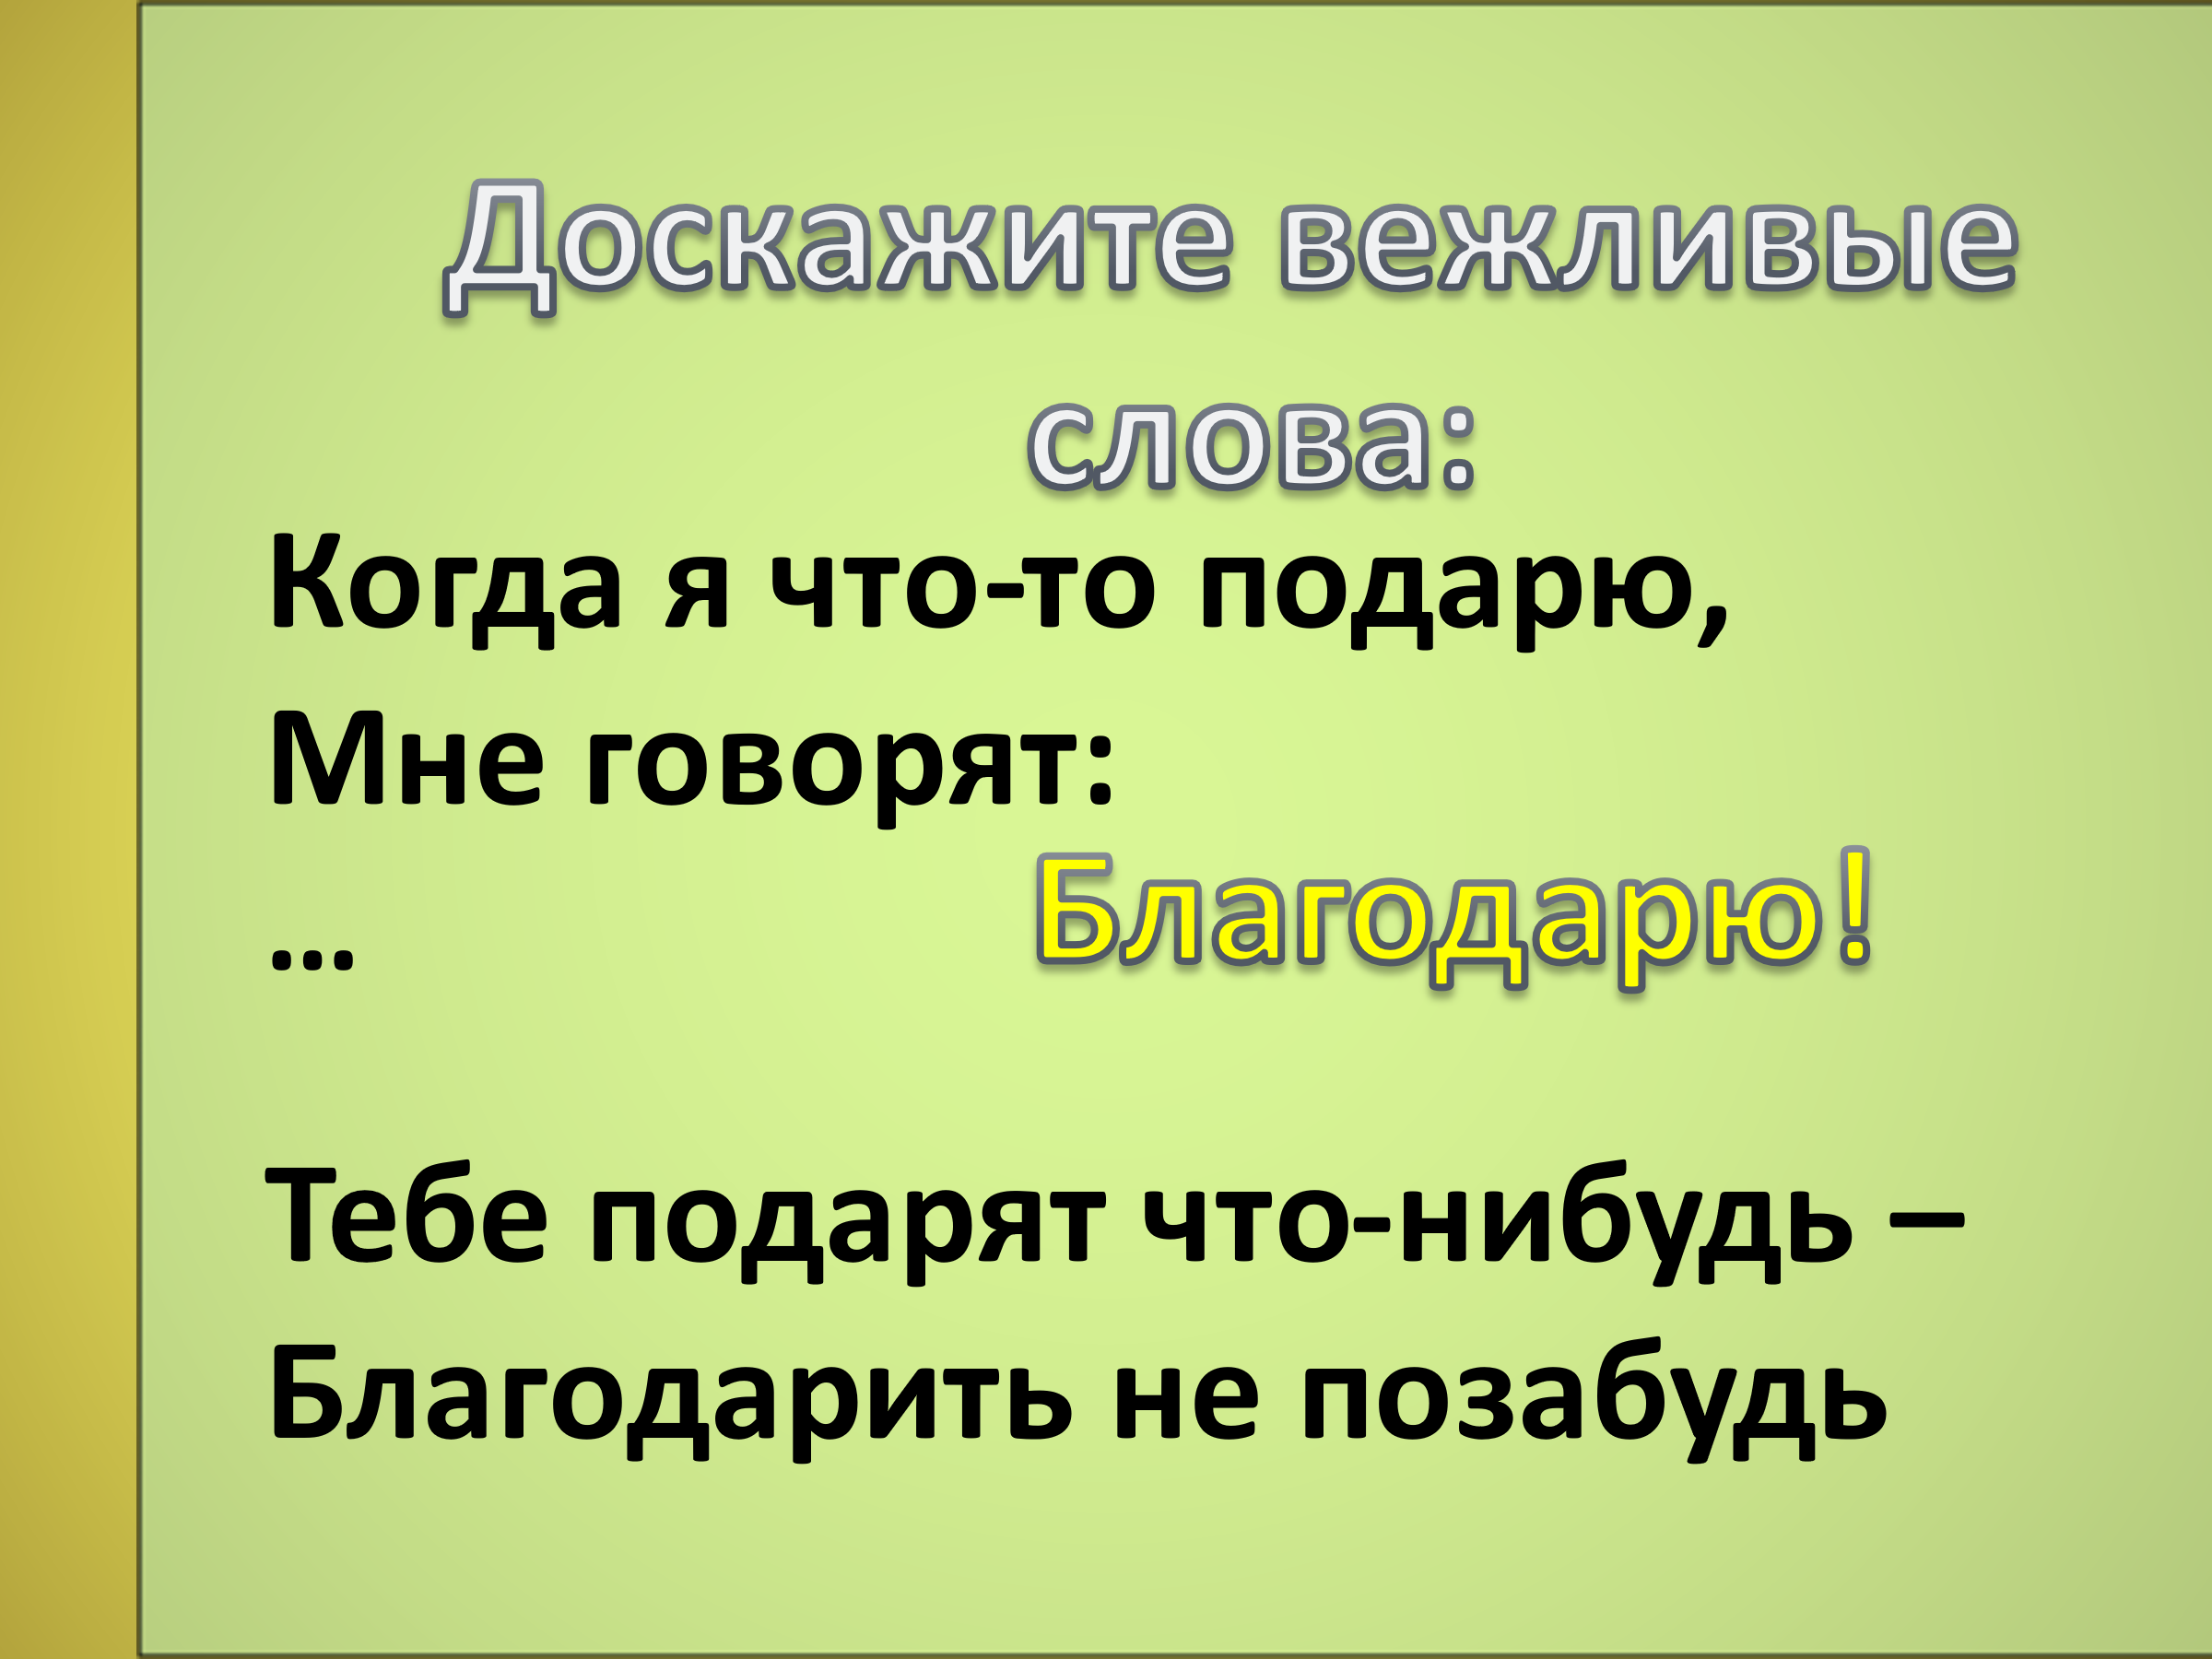 Доскажите вежливые
слова:
Когда я что-то подарю,
Мне говорят:
… Благодарю!
Тебе подарят что-нибудь –
Благодарить не позабудь